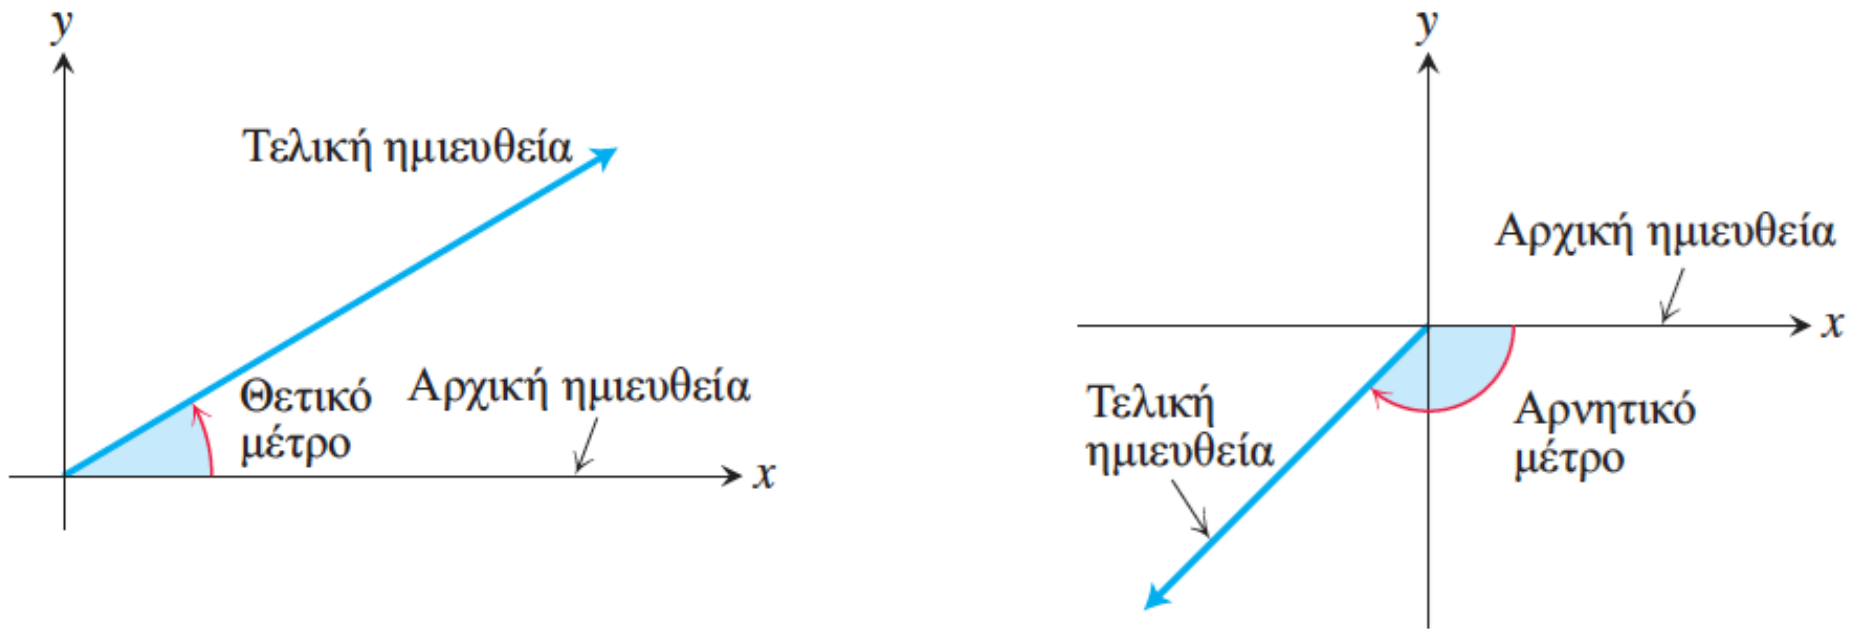 y
Τελική ημιευθεία
Θετικό
μέτρο
Αρχική ημιευθεία
x
y
Αρχική ημιευθεία
x
Τελική
ημιευθεία
Αρνητικό
μέτρο